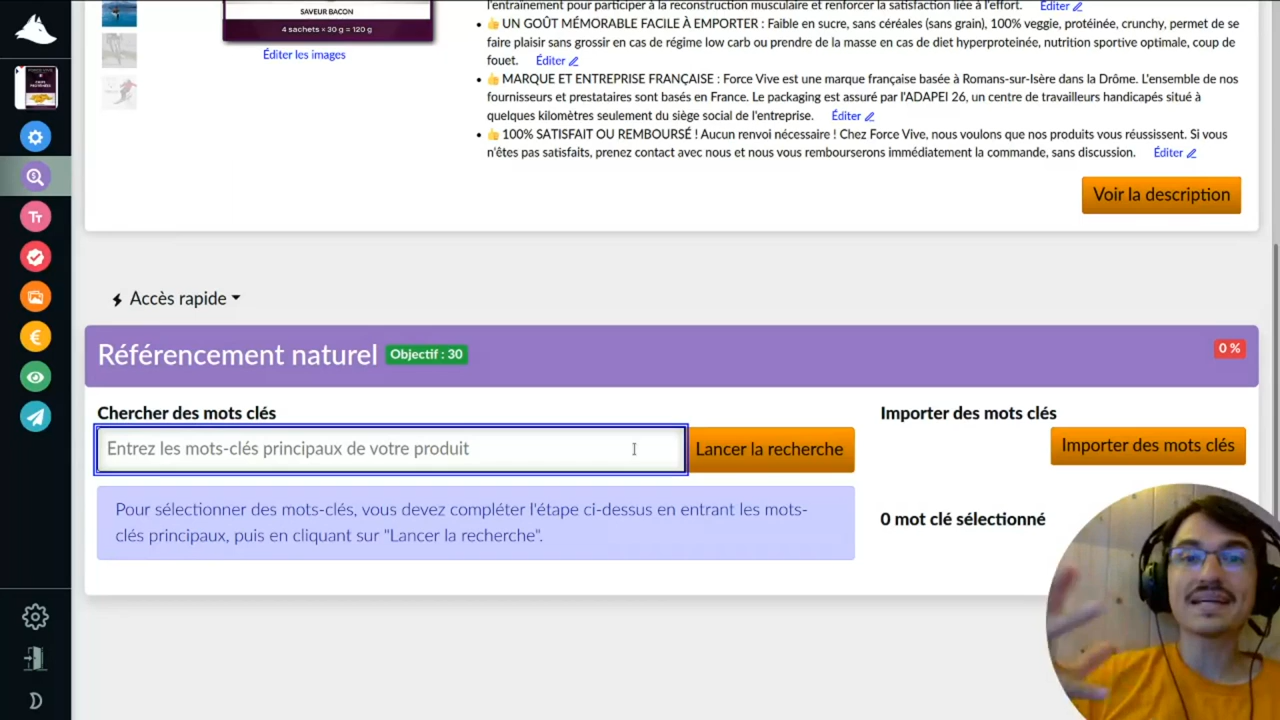 SAVEUR BACON
4 sachets × 30 g = 120 g
Éditer les images
l'entrainement pour participer à la reconstruction musculaire et renforcer la satisfaction liée à l'effort. Éditer
👍UN GOÛT MÉMORABLE FACILE À EMPORTER : Faible en sucre, sans céréales (sans grain), 100% veggie, protéinée, crunchy, permet de se
faire plaisir sans grossir en cas de régime low carb ou prendre de la masse en cas de diet hyperproteinée, nutrition sportive optimale, coup de
fouet. Éditer
👍MARQUE ET ENTREPRISE FRANÇAISE : Force Vive est une marque française basée à Romans-sur-Isère dans la Drôme. L'ensemble de nos
fournisseurs et prestataires sont basés en France. Le packaging est assuré par l'ADAPEI 26, un centre de travailleurs handicapés situé à
quelques kilomètres seulement du siège social de l'entreprise. Éditer
👍100% SATISFAIT OU REMBOURSÉ ! Aucun renvoi nécessaire ! Chez Force Vive, nous voulons que nos produits vous réussissent. Si vous
n'êtes pas satisfaits, prenez contact avec nous et nous vous rembourserons immédiatement la commande, sans discussion. Éditer
Voir la description
Accès rapide
Référencement naturel Objectif : 30
0 %
Chercher des mots clés
Entrez les mots-clés principaux de votre produit
Lancer la recherche
Pour sélectionner des mots-clés, vous devez compléter l'étape ci-dessus en entrant les mots-
clés principaux, puis en cliquant sur "Lancer la recherche".
Importer des mots clés
Importer des mots clés
0 mot clé sélectionné